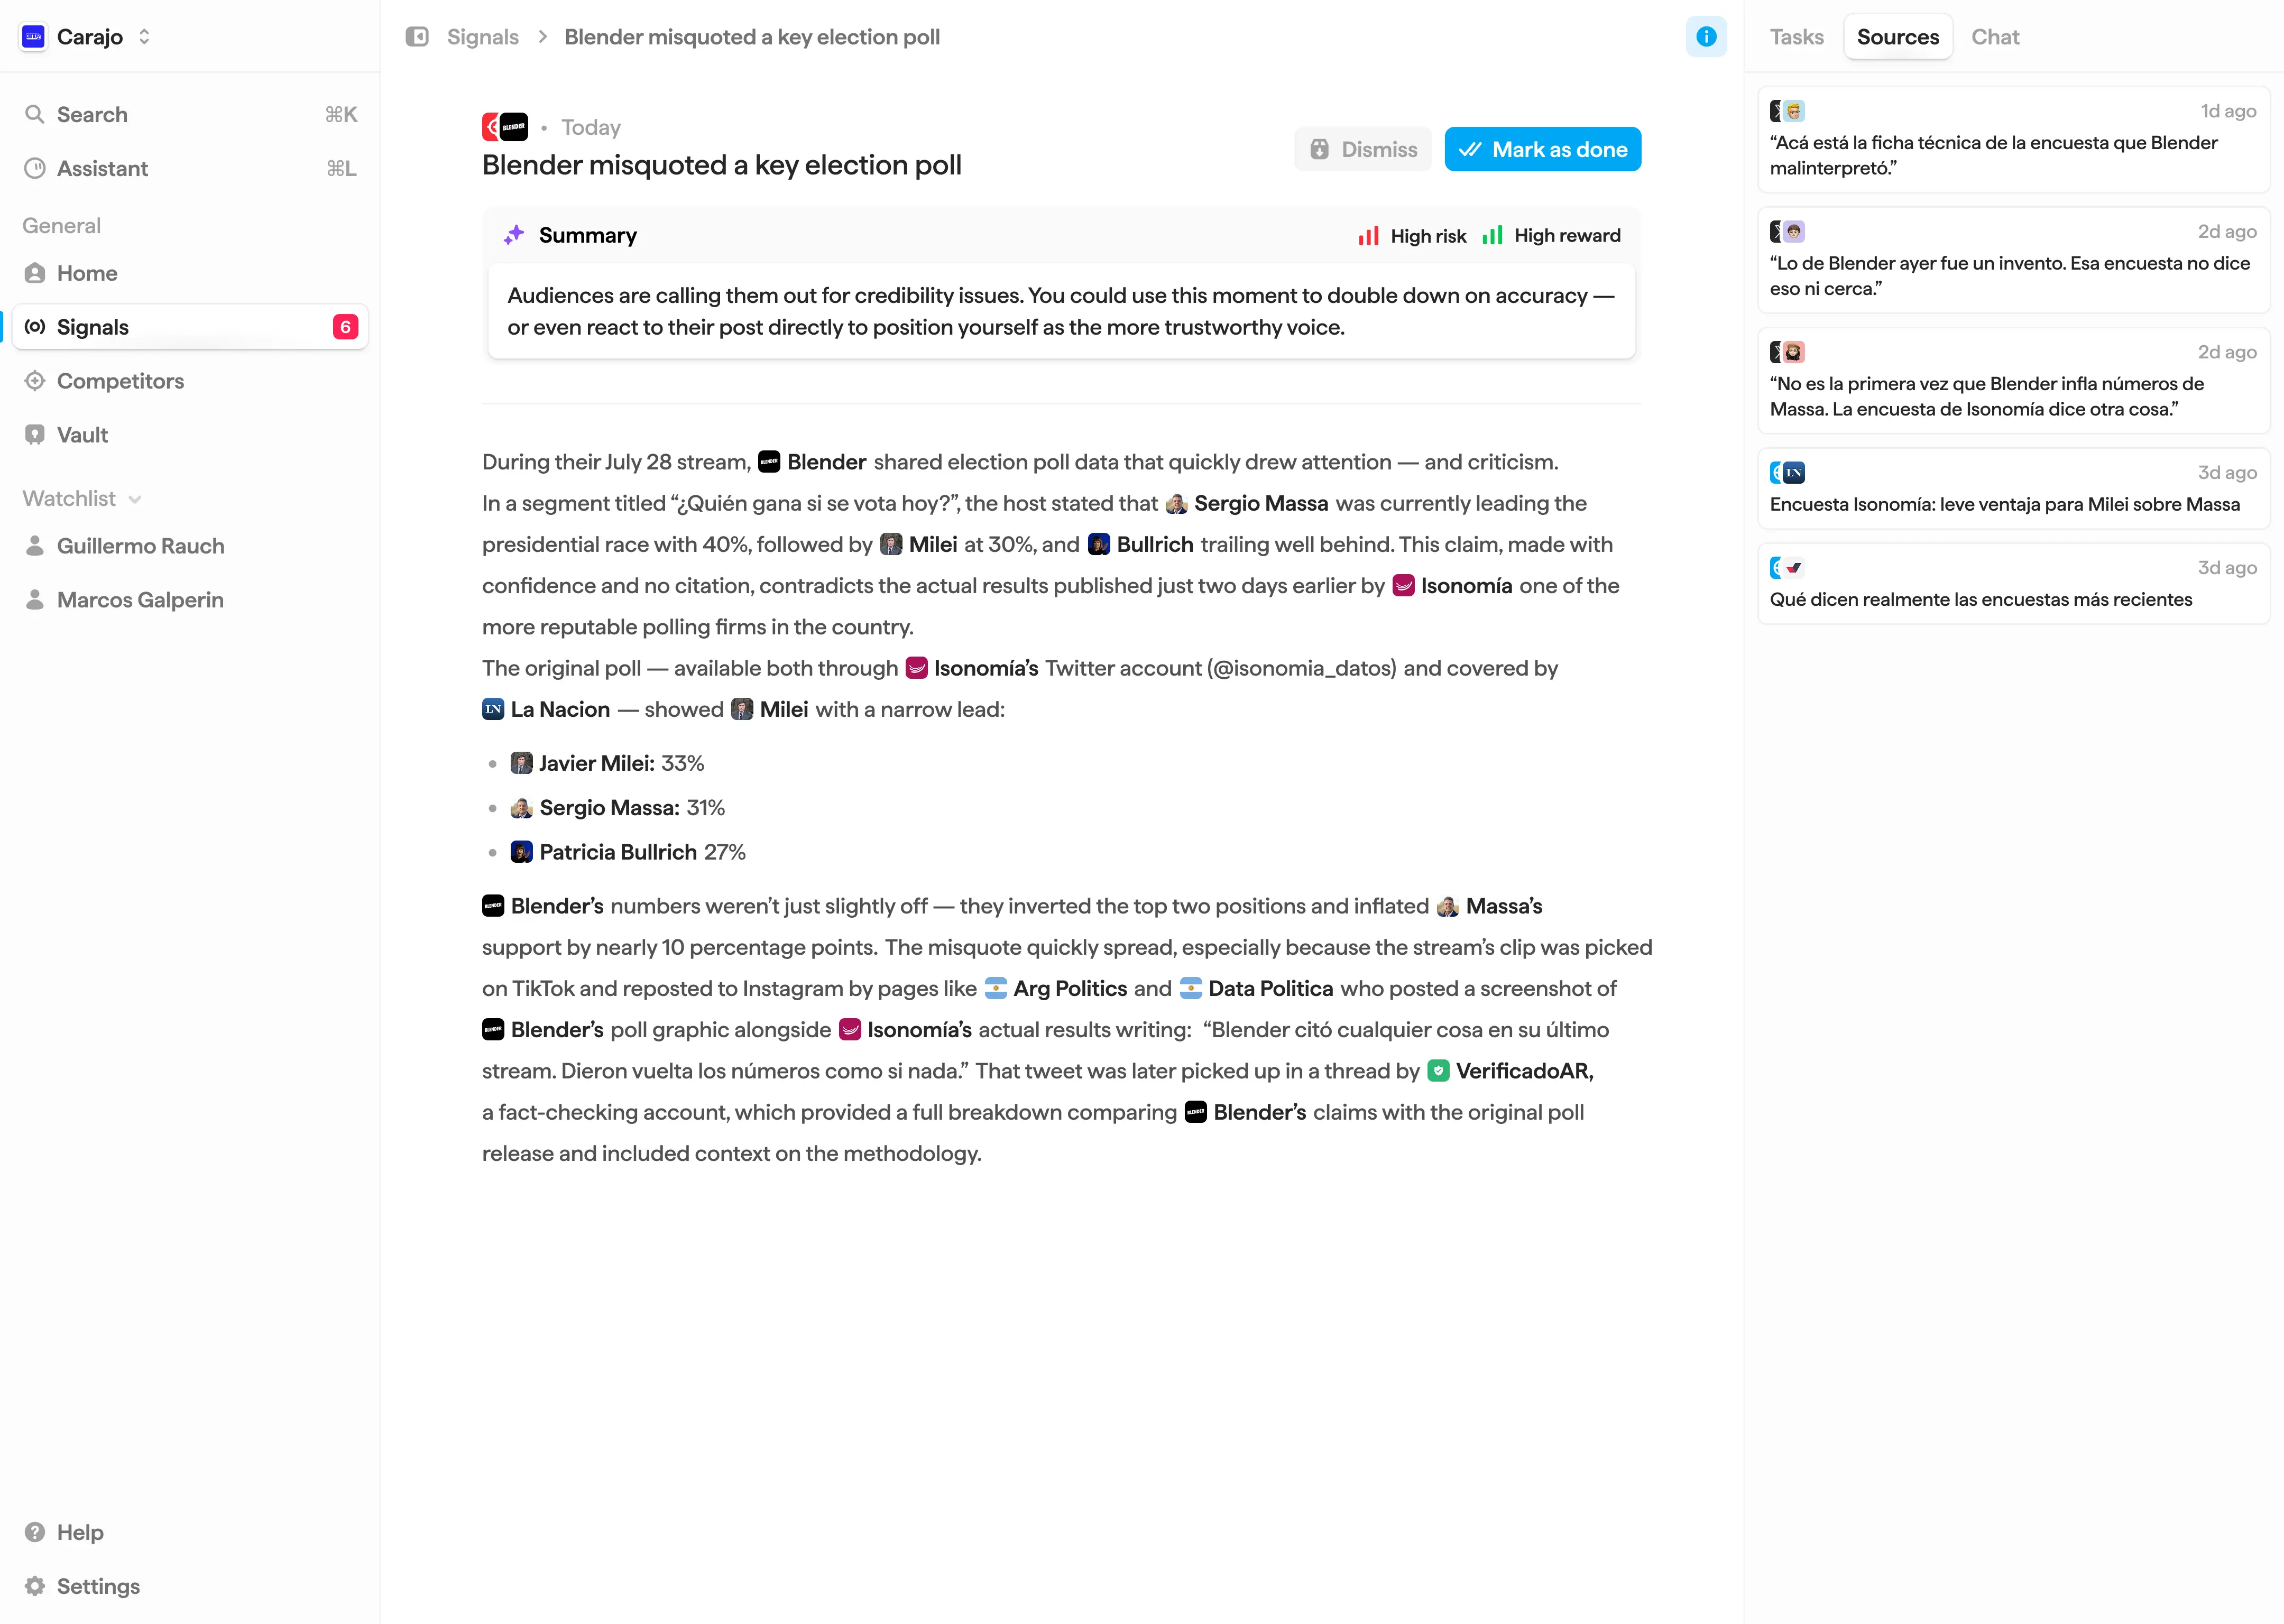 Carajo
Search ⌘K
Assistant ⌘L
General
Home
Signals 6
Competitors
Vault
Watchlist
Guillermo Rauch
Marcos Galperin
Help
Settings
Signals > Blender misquoted a key election poll
BLENDER • Today
Blender misquoted a key election poll
Dismiss
Mark as done
Summary
High risk
High reward
Audiences are calling them out for credibility issues. You could use this moment to double down on accuracy —
or even react to their post directly to position yourself as the more trustworthy voice.
During their July 28 stream, BLENDER Blender shared election poll data that quickly drew attention — and criticism.
In a segment titled “¿Quién gana si se vota hoy?”, the host stated that Sergio Massa was currently leading the
presidential race with 40%, followed by Milei at 30%, and Bullrich trailing well behind. This claim, made with
confidence and no citation, contradicts the actual results published just two days earlier by Isonomía one of the
more reputable polling firms in the country.
The original poll — available both through Isonomía’s Twitter account (@isonomia_datos) and covered by
LN La Nacion — showed Milei with a narrow lead:
• Javier Milei: 33%
• Sergio Massa: 31%
• Patricia Bullrich 27%
BLENDER Blender’s numbers weren’t just slightly off — they inverted the top two positions and inflated Massa’s
support by nearly 10 percentage points. The misquote quickly spread, especially because the stream’s clip was picked
on TikTok and reposted to Instagram by pages like Arg Politics and Data Politica who posted a screenshot of
BLENDER Blender’s poll graphic alongside Isonomía’s actual results writing: “Blender citó cualquier cosa en su último
stream. Dieron vuelta los números como si nada.” That tweet was later picked up in a thread by VerificadoAR,
a fact-checking account, which provided a full breakdown comparing BLENDER Blender’s claims with the original poll
release and included context on the methodology.
Tasks
Sources
Chat
1d ago
“Acá está la ficha técnica de la encuesta que Blender
malinterpretó.”
2d ago
“Lo de Blender ayer fue un invento. Esa encuesta no dice
eso ni cerca.”
2d ago
“No es la primera vez que Blender infla números de
Massa. La encuesta de Isonomía dice otra cosa.”
LN 3d ago
Encuesta Isonomía: leve ventaja para Milei sobre Massa
3d ago
Qué dicen realmente las encuestas más recientes